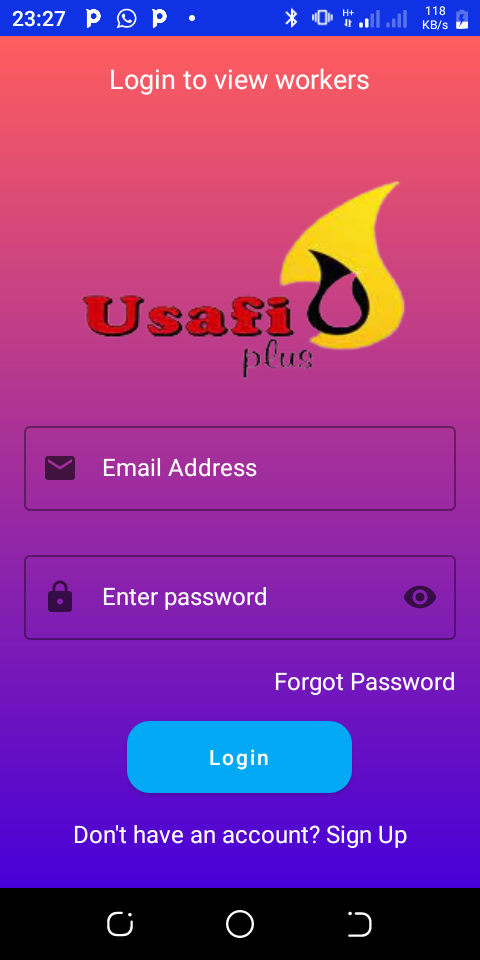 23:27
H+
118
KB/s
Login to view workers
Usafi
plus
Email Address
Enter password
Forgot Password
Login
Don't have an account? Sign Up